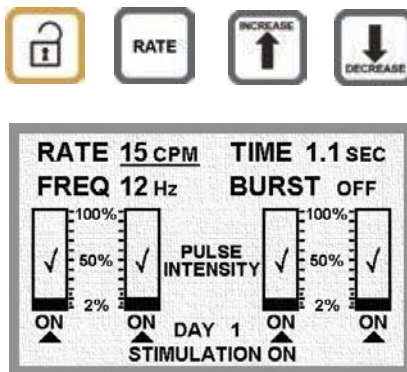 RATE
INCREASE
DECREASE
RATE 15 CPM TIME 1.1 SEC
FREQ 12 Hz BURST OFF
100% 100%
50% PULSE INTENSITY 50%
2% 2%
ON ON DAY 1 ON ON
STIMULATION ON